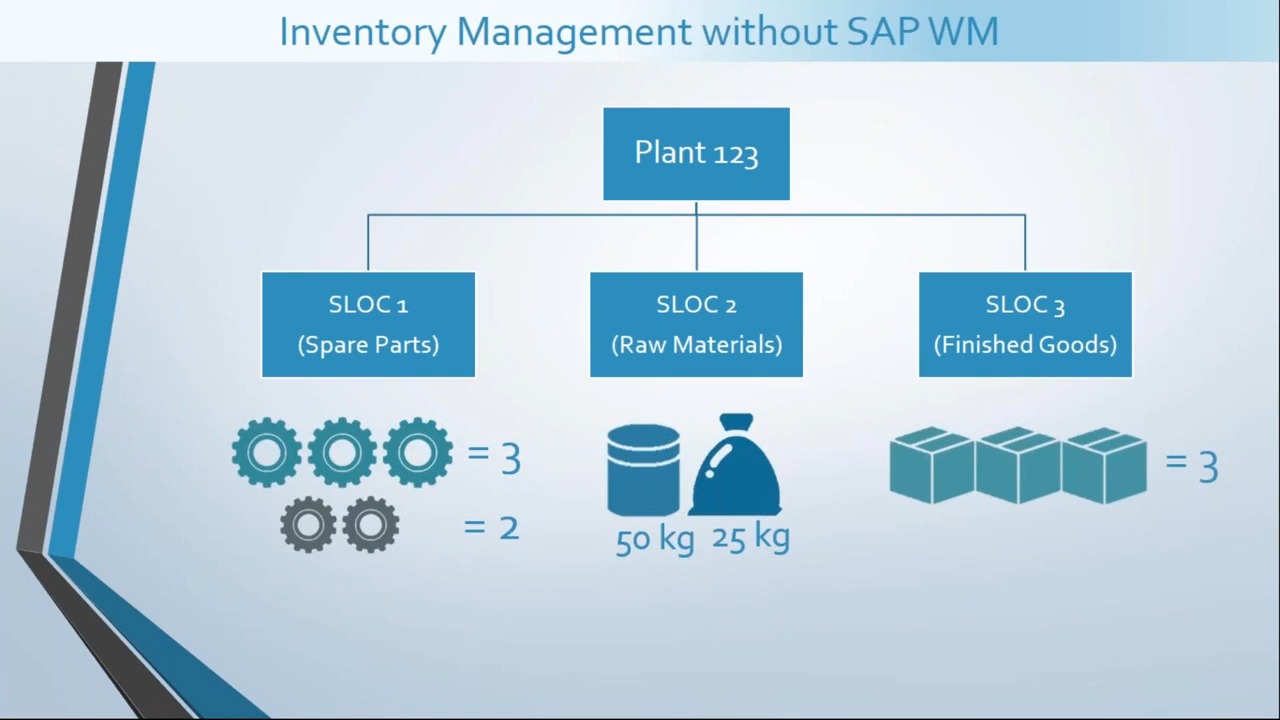 Inventory Management without SAP WM
Plant 123
SLOC 1
(Spare Parts)
SLOC 2
(Raw Materials)
SLOC 3
(Finished Goods)
= 3
= 2
50 kg
25 kg
= 3